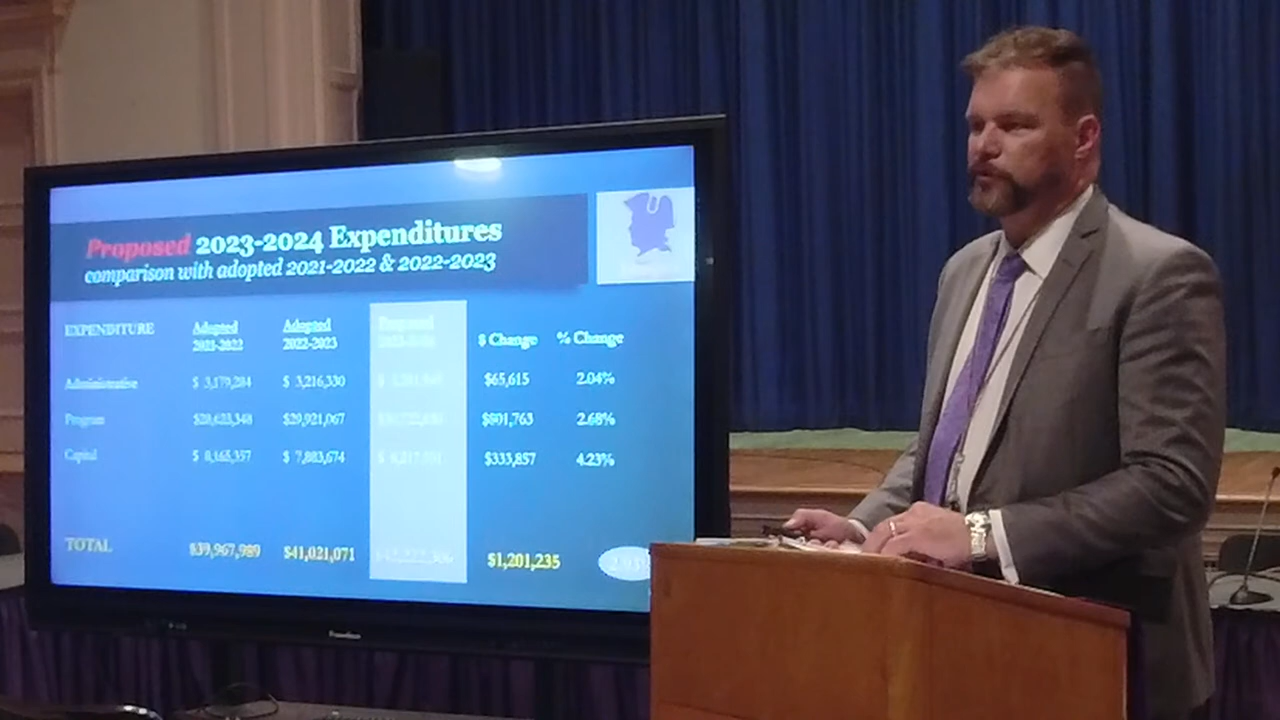 Proposed 2023-2024 Expenditures
comparison with adopted 2021-2022 & 2022-2023
EXPENDITURE Adopted 2021-2022 Adopted 2022-2023 $ Change % Change
Administrative $ 3,179,284 $ 3,216,330 $65,615 2.04%
Program $28,623,348 $29,921,067 $801,763 2.68%
Capital $ 8,165,357 $ 7,883,674 $333,857 4.23%
TOTAL $39,967,989 $41,021,071 $1,201,235
Promethean